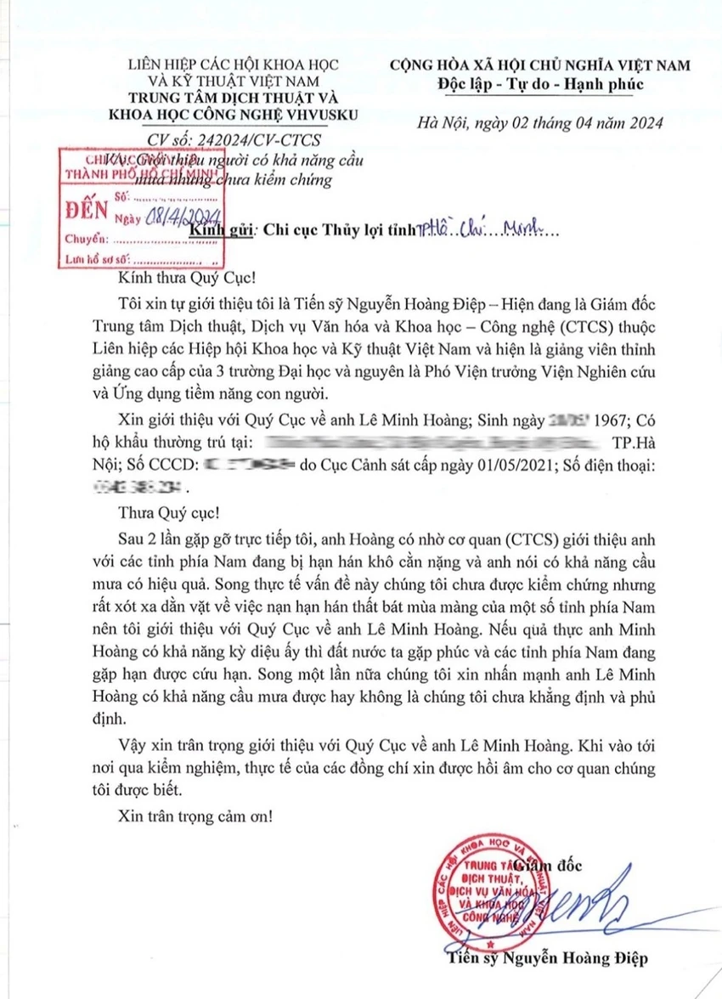 LIÊN HIỆP CÁC HỘI KHOA HỌC
VÀ KỸ THUẬT VIỆT NAM
TRUNG TÂM DỊCH THUẬT VÀ
KHOA HỌC CÔNG NGHỆ VHVUSKU
CV số: 242024/CV-CTCS
V/v: Giới thiệu người có khả năng cầu
mưa nhưng chưa kiểm chứng
CỘNG HÒA XÃ HỘI CHỦ NGHĨA VIỆT NAM
Độc lập - Tự do - Hạnh phúc
Hà Nội, ngày 02 tháng 04 năm 2024
CHI CỤC THỦY LỢI
THÀNH PHỐ HỒ CHÍ MINH
ĐẾN
Số: ....................
Ngày 08/4/2024
Chuyển: ....................
Lưu hồ sơ số: ....................
Kính gửi: Chi cục Thủy lợi tỉnh TP.Hồ Chí Minh
Kính thưa Quý Cục!
Tôi xin tự giới thiệu tôi là Tiến sỹ Nguyễn Hoàng Điệp – Hiện đang là Giám đốc
Trung tâm Dịch thuật, Dịch vụ Văn hóa và Khoa học – Công nghệ (CTCS) thuộc
Liên hiệp các Hiệp hội Khoa học và Kỹ thuật Việt Nam và hiện là giảng viên thỉnh
giảng cao cấp của 3 trường Đại học và nguyên là Phó Viện trưởng Viện Nghiên cứu
và Ứng dụng tiềm năng con người.
Xin giới thiệu với Quý Cục về anh Lê Minh Hoàng; Sinh ngày 1967; Có
hộ khẩu thường trú tại: TP.Hà
Nội; Số CCCD: do Cục Cảnh sát cấp ngày 01/05/2021; Số điện thoại:
.
Thưa Quý cục!
Sau 2 lần gặp gỡ trực tiếp tôi, anh Hoàng có nhờ cơ quan (CTCS) giới thiệu anh
với các tỉnh phía Nam đang bị hạn hán khô cằn nặng và anh nói có khả năng cầu
mưa có hiệu quả. Song thực tế vấn đề này chúng tôi chưa được kiểm chứng nhưng
rất xót xa dằn vặt về việc nạn hạn hán thất bát mùa màng của một số tỉnh phía Nam
nên tôi giới thiệu với Quý Cục về anh Lê Minh Hoàng. Nếu quả thực anh Minh
Hoàng có khả năng kỳ diệu ấy thì đất nước ta gặp phúc và các tỉnh phía Nam đang
gặp hạn được cứu hạn. Song một lần nữa chúng tôi xin nhấn mạnh anh Lê Minh
Hoàng có khả năng cầu mưa được hay không là chúng tôi chưa khẳng định và phủ
định.
Vậy xin trân trọng giới thiệu với Quý Cục về anh Lê Minh Hoàng. Khi vào tới
nơi qua kiểm nghiệm, thực tế của các đồng chí xin được hồi âm cho cơ quan chúng
tôi được biết.
Xin trân trọng cảm ơn!
Giám đốc
LIÊN HIỆP CÁC HỘI KHOA HỌC VÀ KỸ THUẬT VIỆT NAM
TRUNG TÂM
DỊCH THUẬT,
DỊCH VỤ VĂN HÓA
VÀ KHOA HỌC
CÔNG NGHỆ
Tiến sỹ Nguyễn Hoàng Điệp